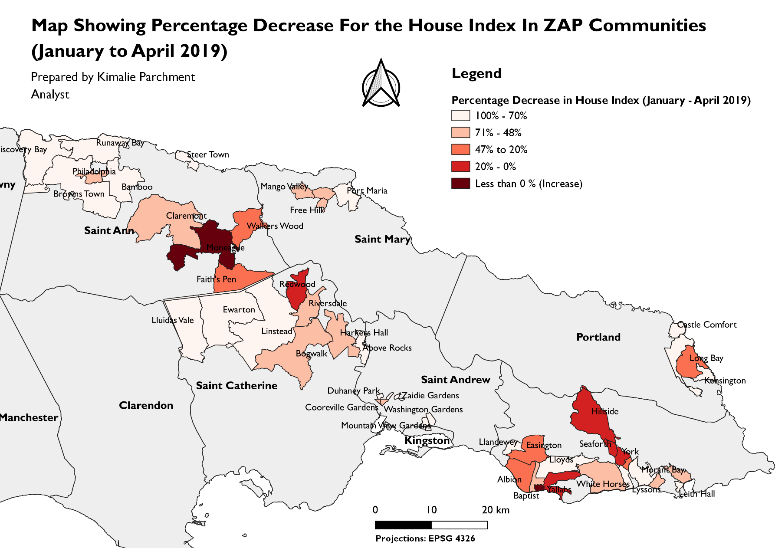 Map Showing Percentage Decrease For the House Index In ZAP Communities
(January to April 2019)
Prepared by Kimalie Parchment
Analyst
Legend
Percentage Decrease in House Index (January - April 2019)
100% - 70%
71% - 48%
47% to 20%
20% - 0%
Less than 0 % (Increase)
iscovery Bay
Runaway Bay
Steer Town
Philadelphia
Bamboo
Browns Town
wny
Mango Valley
Port Maria
Free Hill
Claremont
Walkers Wood
Saint Ann
Saint Mary
Faith's Pen
Redwood
Riversdale
Lluidas Vale
Ewarton
Linstead
Harkers Hall
Above Rocks
Bogwalk
Castle Comfort
Portland
Long Bay
Kensington
Saint Catherine
Saint Andrew
Clarendon
Manchester
Duhaney Park
Zaidie Gardens
Cooreville Gardens
Washington Gardens
Mountain View Gardens
Kingston
Hillside
Llandewey
Easington
Seaforth
York
Lloyds
Albion
White Horses
Morant Bay
Baptist
Yallahs
Lyssons
Leith Hall
0 10 20 km
Projections: EPSG 4326